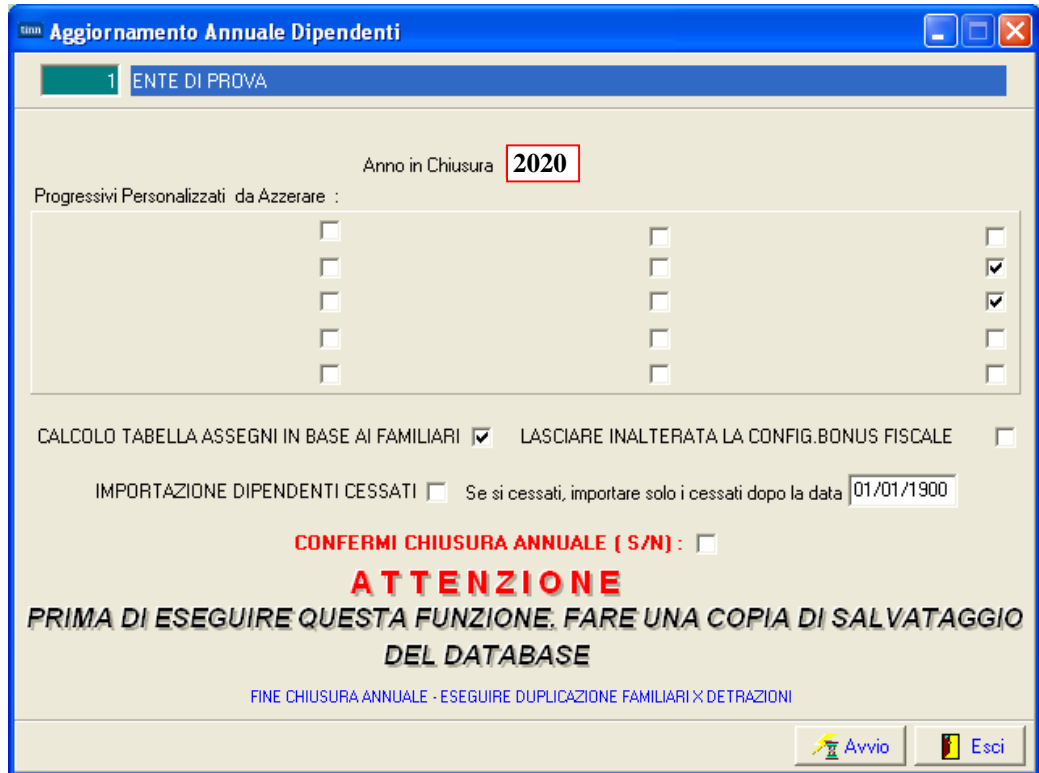 tinn Aggiornamento Annuale Dipendenti
1 ENTE DI PROVA
Anno in Chiusura 2020
Progressivi Personalizzati da Azzerare :
CALCOLO TABELLA ASSEGNI IN BASE AI FAMILIARI LASCIARE INALTERATA LA CONFIG.BONUS FISCALE
IMPORTAZIONE DIPENDENTI CESSATI Se si cessati, importare solo i cessati dopo la data 01/01/1900
CONFERMI CHIUSURA ANNUALE ( S/N) :
ATTENZIONE
PRIMA DI ESEGUIRE QUESTA FUNZIONE. FARE UNA COPIA DI SALVATAGGIO
DEL DATABASE
FINE CHIUSURA ANNUALE - ESEGUIRE DUPLICAZIONE FAMILIARI X DETRAZIONI
Avvio Esci